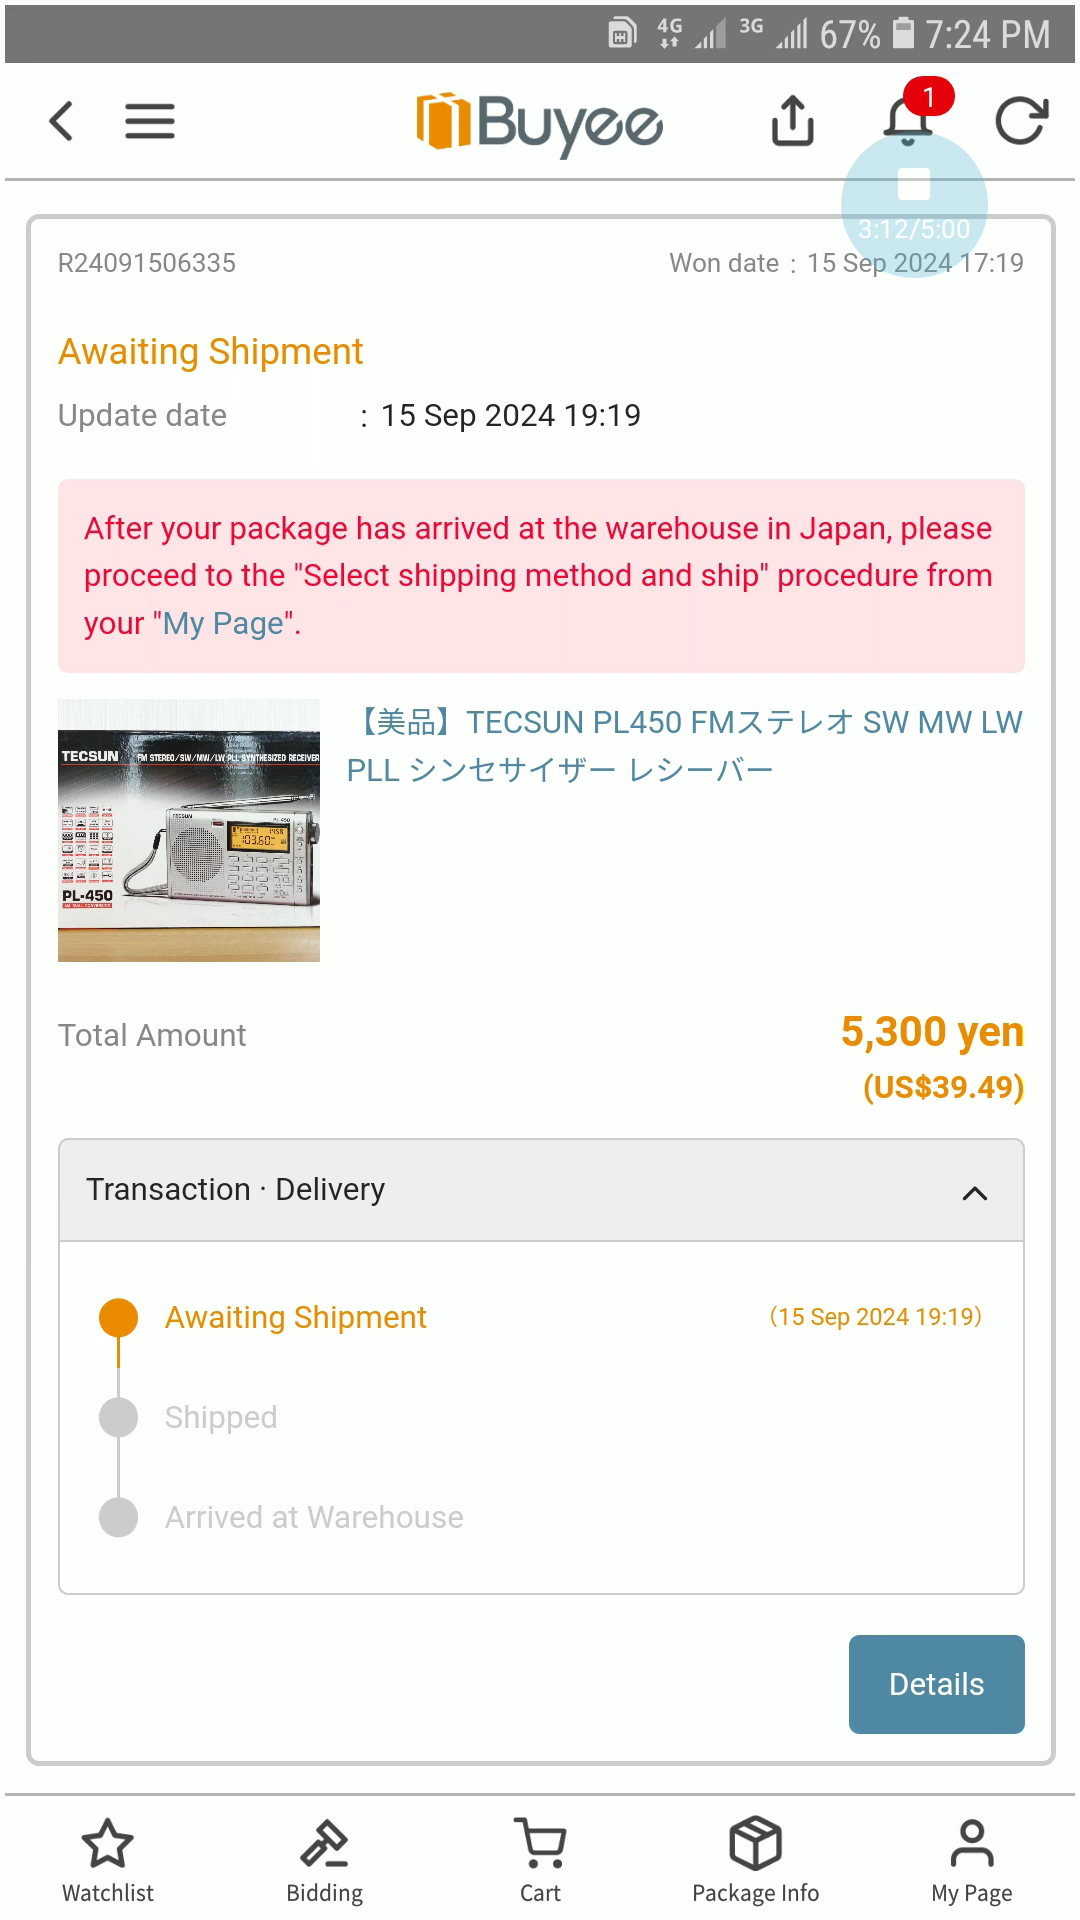 4G 3G 67% 7:24 PM
Buyee
1
3:12/5:00
R24091506335 Won date : 15 Sep 2024 17:19
Awaiting Shipment
Update date : 15 Sep 2024 19:19
After your package has arrived at the warehouse in Japan, please
proceed to the "Select shipping method and ship" procedure from
your "My Page".
【美品】TECSUN PL450 FMステレオ SW MW LW
PLL シンセサイザー レシーバー
TECSUN FM STEREO/SW/MW/LW PLL SYNTHESIZED RECEIVER
TECSUN PL-450
103.60
PL-450
Total Amount 5,300 yen
(US$39.49)
Transaction · Delivery
Awaiting Shipment (15 Sep 2024 19:19)
Shipped
Arrived at Warehouse
Details
Watchlist Bidding Cart Package Info My Page